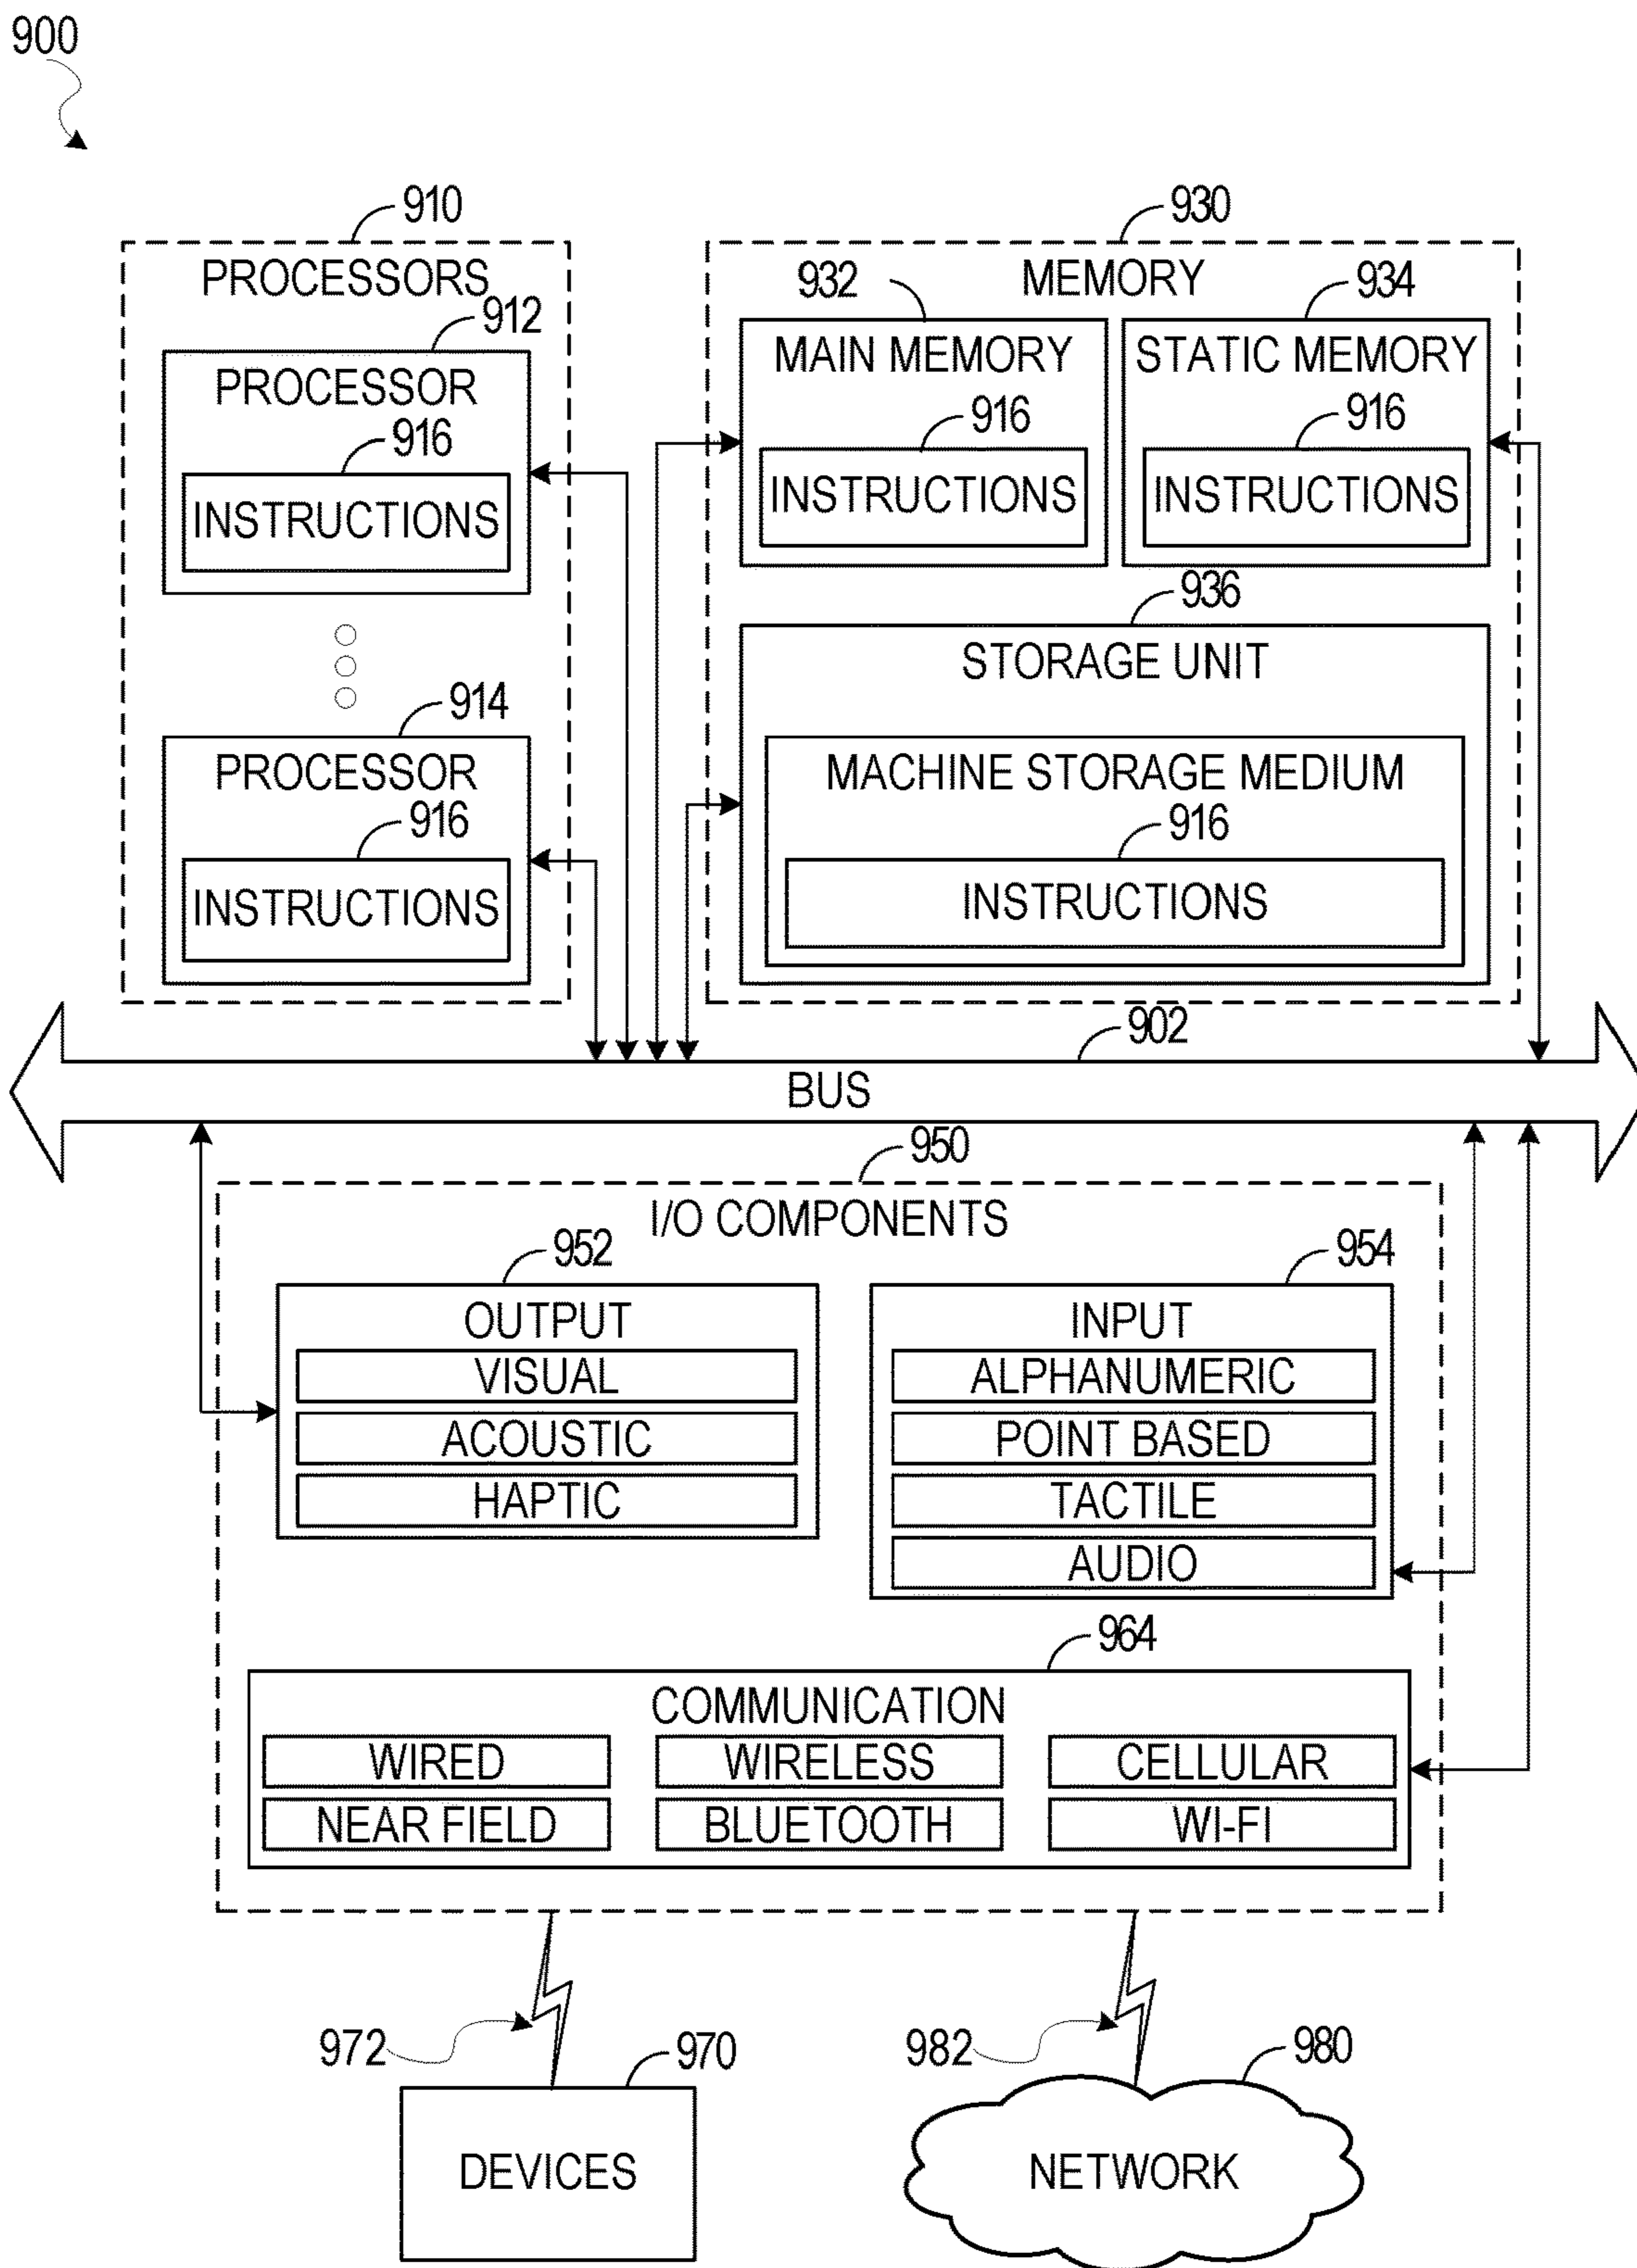 900
910
PROCESSORS
912
PROCESSOR
916
INSTRUCTIONS
914
PROCESSOR
916
INSTRUCTIONS
930
MEMORY
932
MAIN MEMORY
916
INSTRUCTIONS
934
STATIC MEMORY
916
INSTRUCTIONS
936
STORAGE UNIT
MACHINE STORAGE MEDIUM
916
INSTRUCTIONS
902
BUS
950
I/O COMPONENTS
952
OUTPUT
VISUAL
ACOUSTIC
HAPTIC
954
INPUT
ALPHANUMERIC
POINT BASED
TACTILE
AUDIO
964
COMMUNICATION
WIRED
WIRELESS
CELLULAR
NEAR FIELD
BLUETOOTH
WI-FI
972
970
DEVICES
982
980
NETWORK